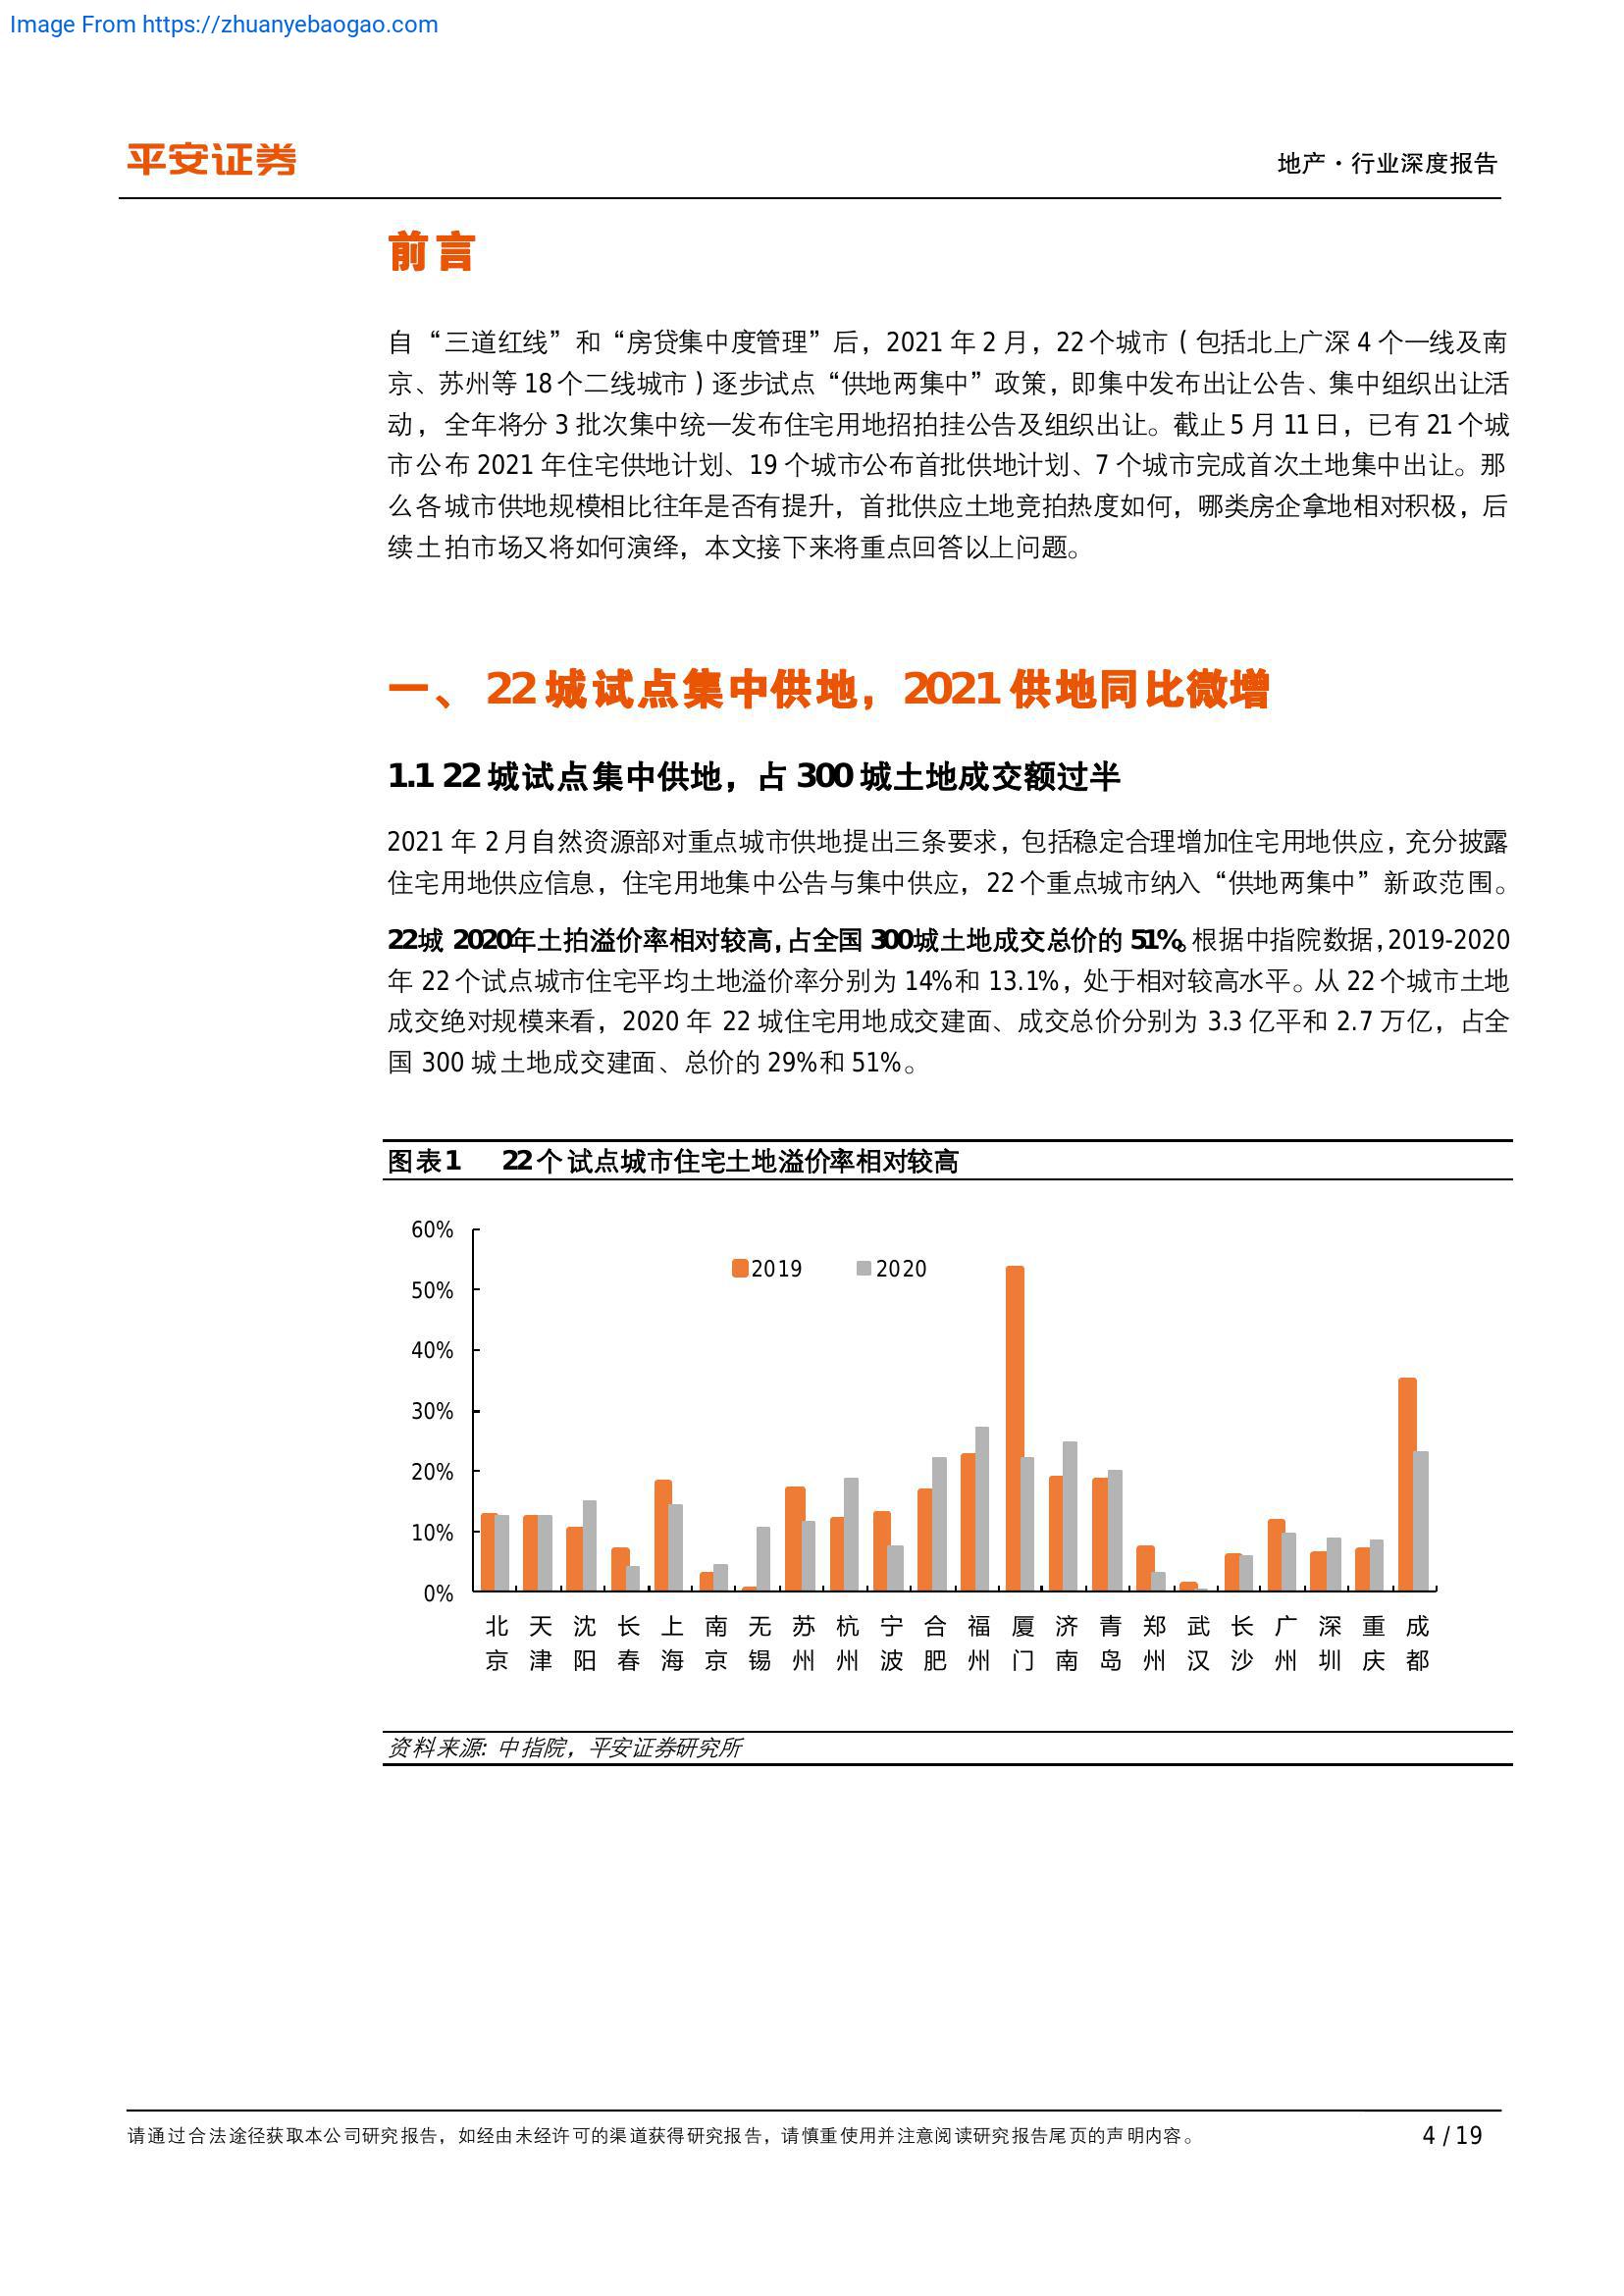 Image From https://zhuanyebaogao.com
平安证券
地产·行业深度报告
前言
自“三道红线”和“房贷集中度管理”后，2021 年 2 月，22 个城市（包括北上广深 4 个一线及南
京、苏州等 18 个二线城市）逐步试点“供地两集中”政策，即集中发布出让公告、集中组织出让活
动，全年将分 3 批次集中统一发布住宅用地招拍挂公告及组织出让。截止 5 月 11 日，已有 21 个城
市公布 2021 年住宅供地计划、19 个城市公布首批供地计划、7 个城市完成首次土地集中出让。那
么各城市供地规模相比往年是否有提升，首批供应土地竞拍热度如何，哪类房企拿地相对积极，后
续土拍市场又将如何演绎，本文接下来将重点回答以上问题。
一、 22 城试点集中供地，2021 供地同比微增
1.1 22 城试点集中供地，占 300 城土地成交额过半
2021 年 2 月自然资源部对重点城市供地提出三条要求，包括稳定合理增加住宅用地供应，充分披露
住宅用地供应信息，住宅用地集中公告与集中供应，22 个重点城市纳入“供地两集中”新政范围。
22城 2020年土拍溢价率相对较高，占全国 300城土地成交总价的 51%。根据中指院数据，2019-2020
年 22 个试点城市住宅平均土地溢价率分别为 14%和 13.1%，处于相对较高水平。从 22 个城市土地
成交绝对规模来看，2020 年 22 城住宅用地成交建面、成交总价分别为 3.3 亿平和 2.7 万亿，占全
国 300 城土地成交建面、总价的 29%和 51%。
图表1 22个试点城市住宅土地溢价率相对较高
60%
2019 2020
50%
40%
30%
20%
10%
0%
北京 天津 沈阳 长春 上海 南京 无锡 苏州 杭州 宁波 合肥 福州 厦门 济南 青岛 郑州 武汉 长沙 广州 深圳 重庆 成都
资料来源: 中指院，平安证券研究所
请通过合法途径获取本公司研究报告，如经由未经许可的渠道获得研究报告，请慎重使用并注意阅读研究报告尾页的声明内容。
4 / 19